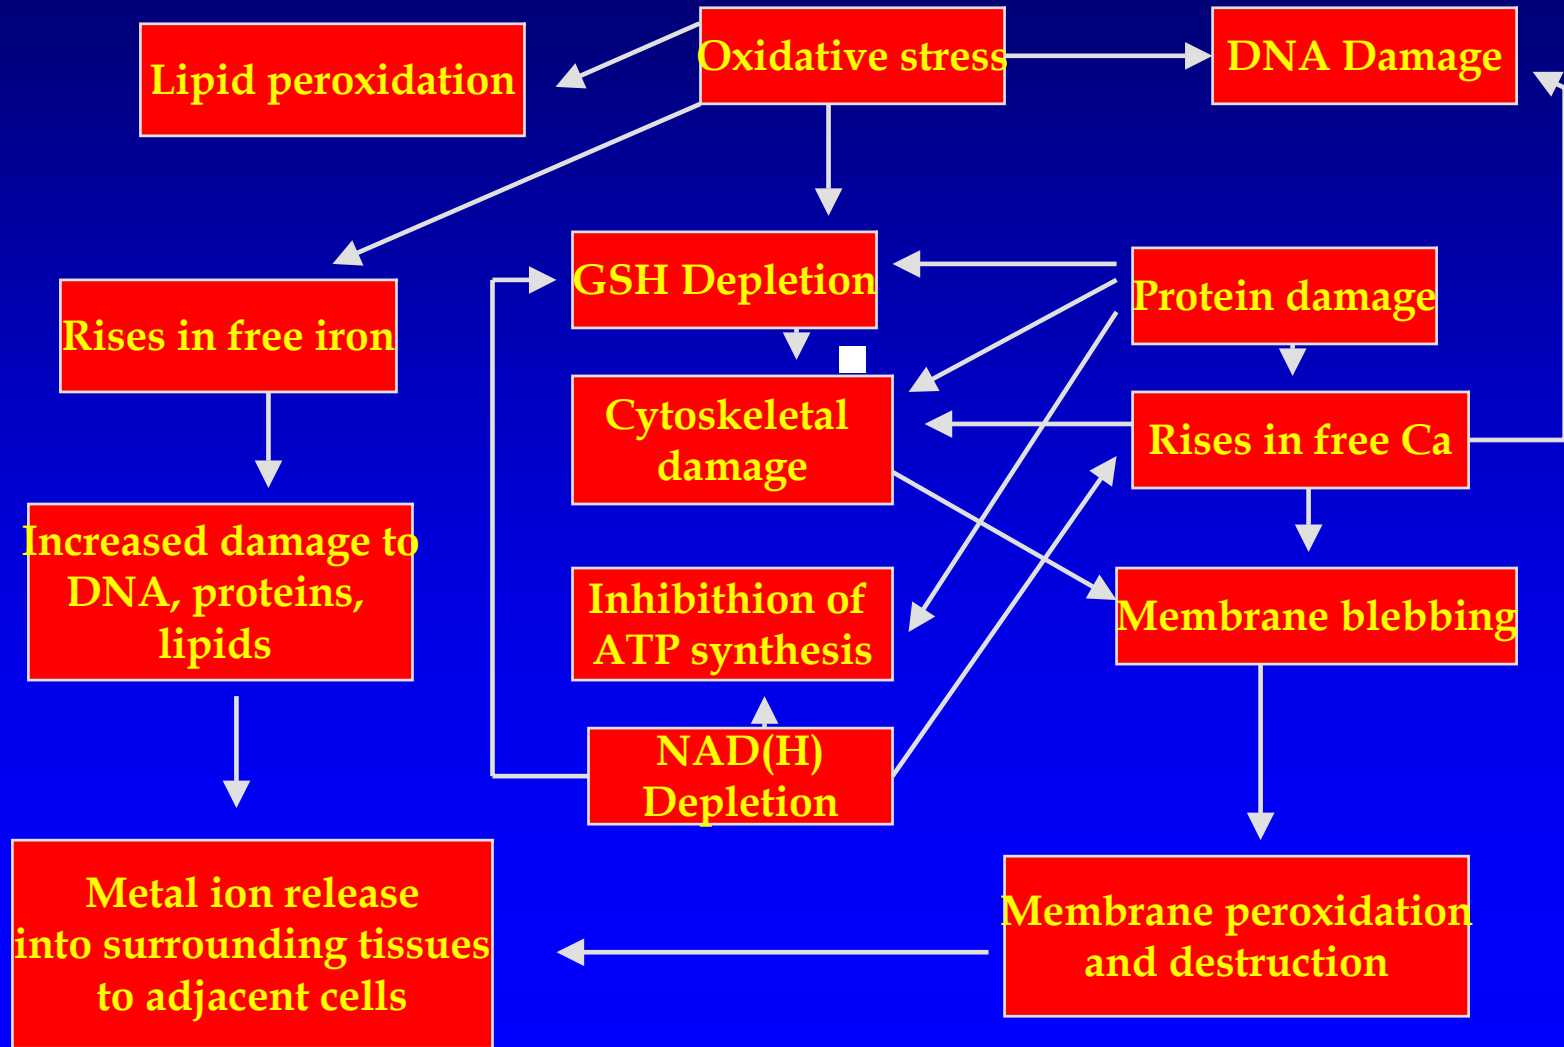 Lipid peroxidation
Oxidative stress
DNA Damage
GSH Depletion
Protein damage
Rises in free iron
Cytoskeletal
damage
Rises in free Ca
Increased damage to
DNA, proteins,
lipids
Inhibithion of
ATP synthesis
Membrane blebbing
NAD(H)
Depletion
Metal ion release
into surrounding tissues
to adjacent cells
Membrane peroxidation
and destruction